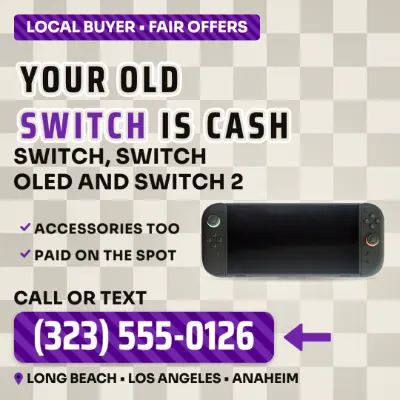 LOCAL BUYER • FAIR OFFERS
YOUR OLD
SWITCH IS CASH
SWITCH, SWITCH
OLED AND SWITCH 2
ACCESSORIES TOO
PAID ON THE SPOT
CALL OR TEXT
(323) 555-0126
LONG BEACH • LOS ANGELES • ANAHEIM